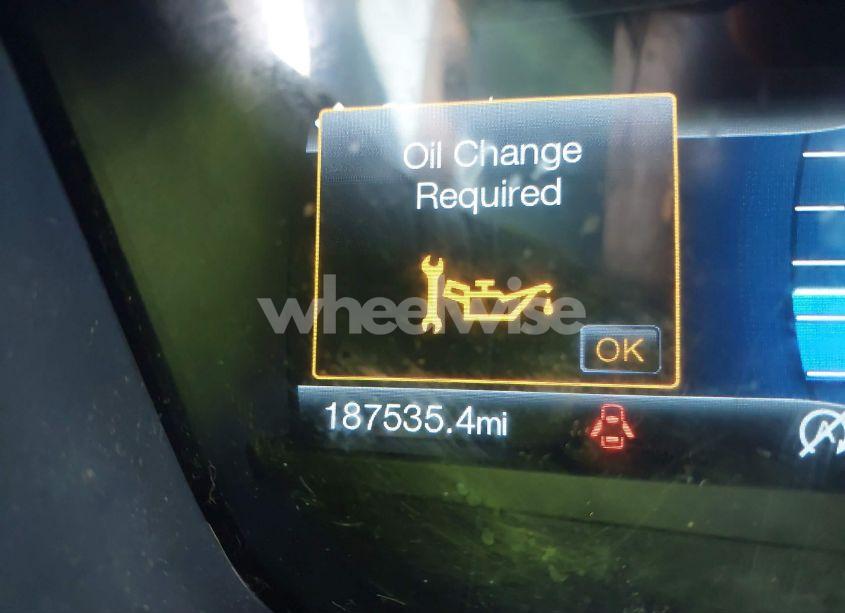 Oil Change
Required
wheelwise
OK
187535.4mi